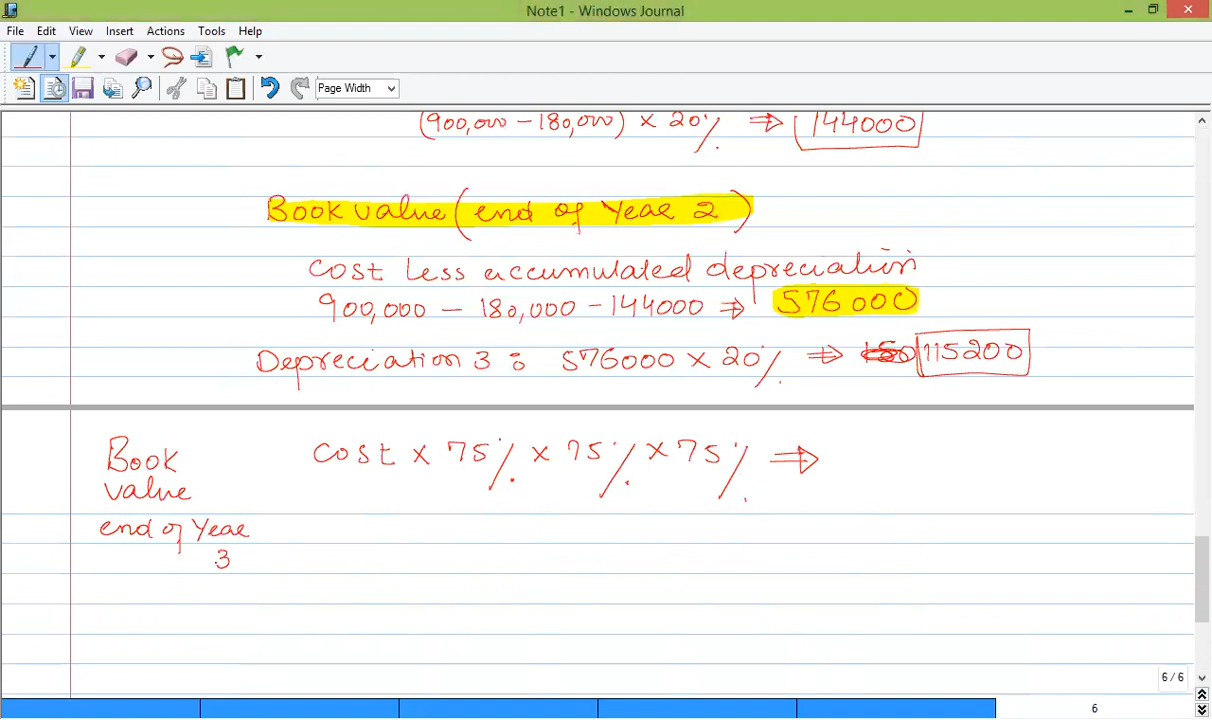 Note1 - Windows Journal
File Edit View Insert Actions Tools Help
Page Width
(900,000 - 180,000) × 20% ⇒ 144000
Book value (end of Year 2)
Cost Less accumulated depreciation
900,000 - 180,000 - 144000 ⇒ 576000
Depreciation 3 : 576000 × 20% ⇒ 115200
Book
value
end of Year
3
Cost × 75% × 75% × 75% ⇒
6/6
6